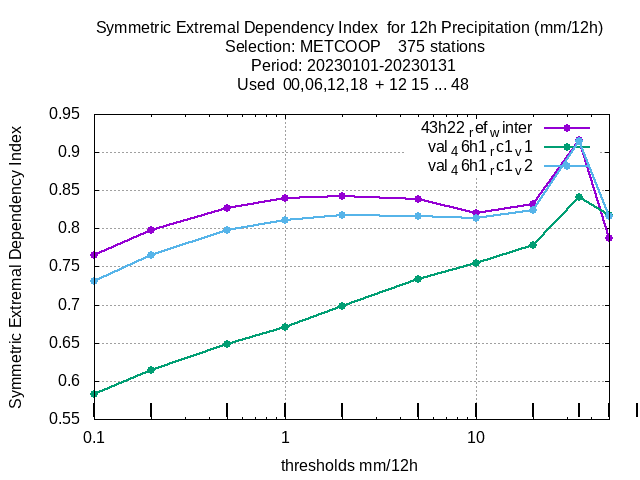 Symmetric Extremal Dependency Index for 12h Precipitation (mm/12h)
Selection: METCOOP 375 stations
Period: 20230101-20230131
Used 00,06,12,18 + 12 15 ... 48
43h22_ref_winter
val_46h1_rc1_v1
val_46h1_rc1_v2
Symmetric Extremal Dependency Index
0.95
0.9
0.85
0.8
0.75
0.7
0.65
0.6
0.55
0.1 1 10
thresholds mm/12h